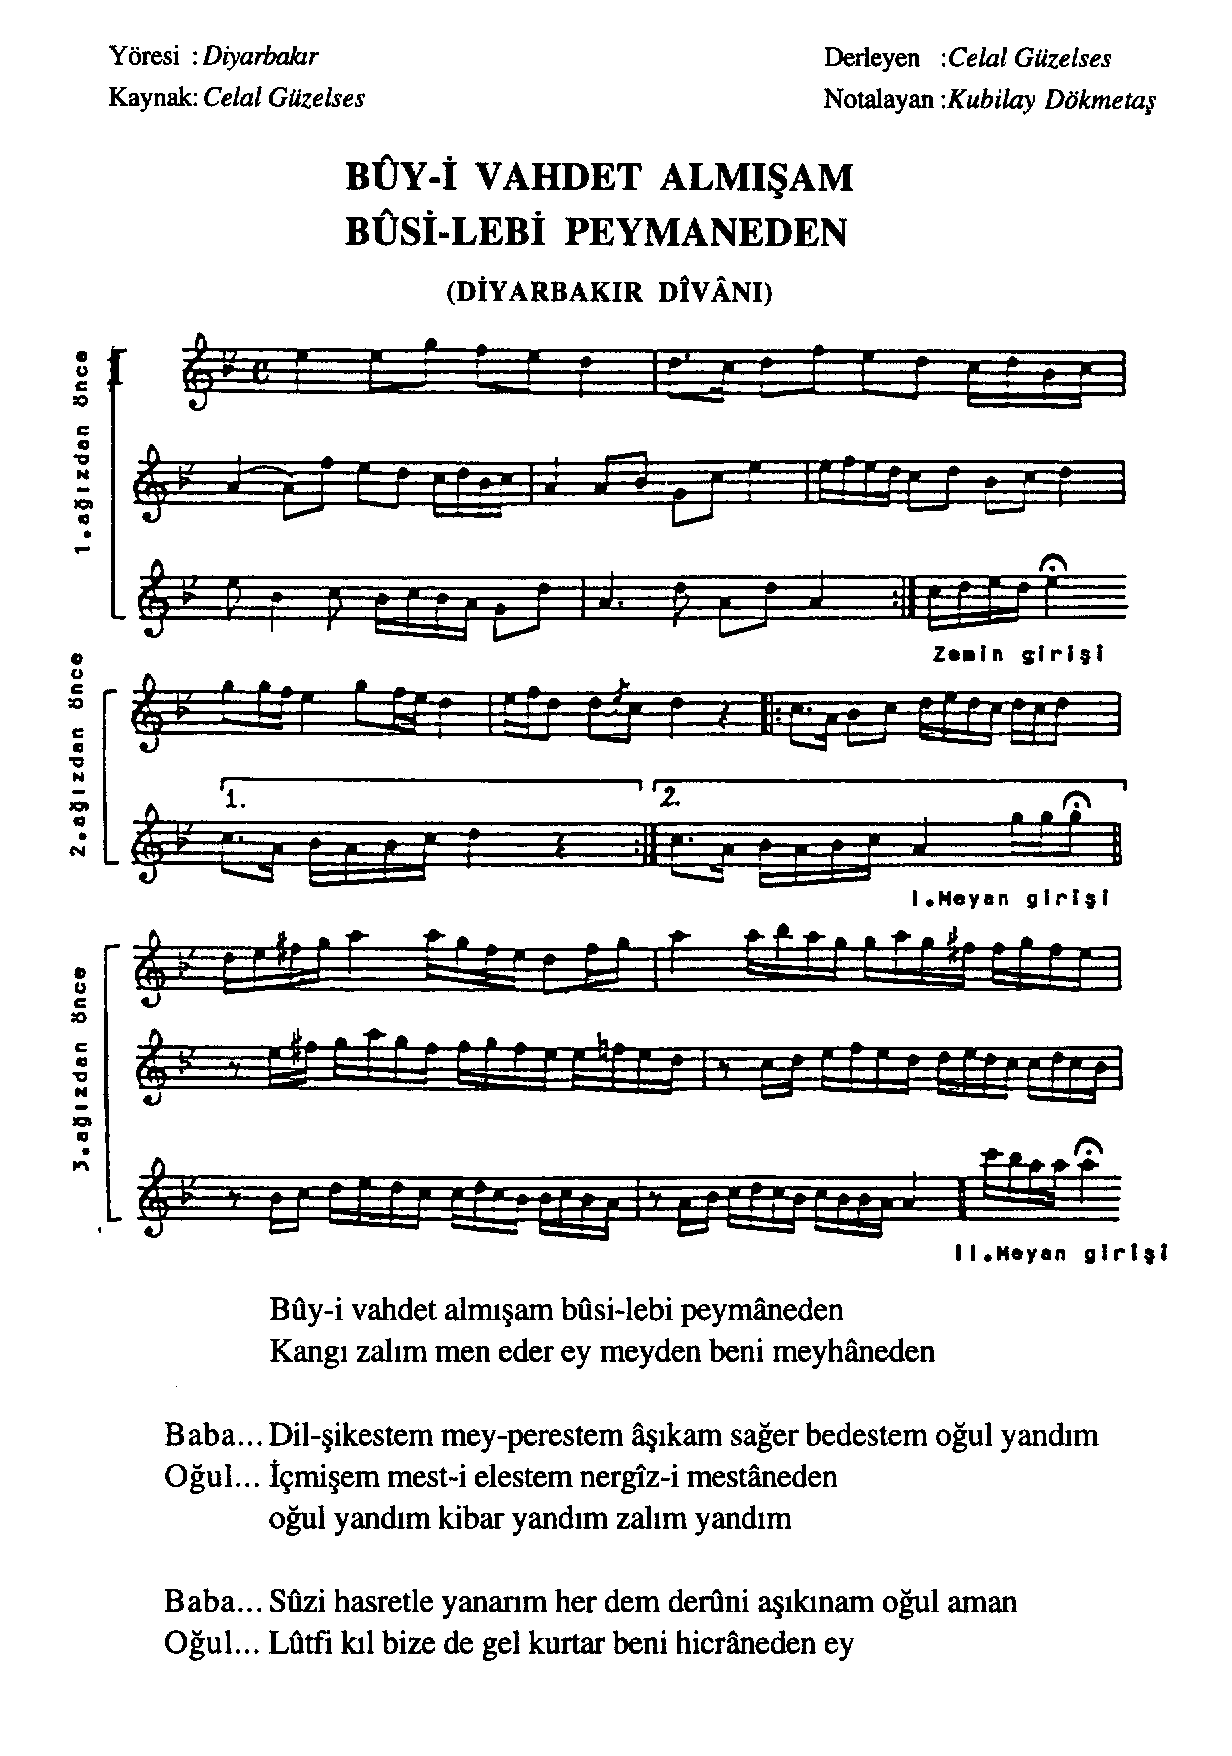 Yöresi : Diyarbakır
Kaynak: Celal Güzelses
Derleyen : Celal Güzelses
Notalayan : Kubilay Dökmetaş
BÛY-İ VAHDET ALMIŞAM
BÛSİ-LEBİ PEYMANEDEN
(DİYARBAKIR DÎVÂNI)
1.ağızdan önce
Zemin girişi
2.ağızdan önce
1.
2.
I.Meyan girişi
3.ağızdan önce
II.Meyan girişi
Bûy-i vahdet almışam bûsi-lebi peymâneden
Kangı zalım men eder ey meyden beni meyhâneden
Baba... Dil-şikestem mey-perestem âşıkam sağer bedestem oğul yandım
Oğul... İçmişem mest-i elestem nergîz-i mestâneden
oğul yandım kibar yandım zalım yandım
Baba... Sûzi hasretle yanarım her dem derûni aşıkınam oğul aman
Oğul... Lûtfi kıl bize de gel kurtar beni hicrâneden ey